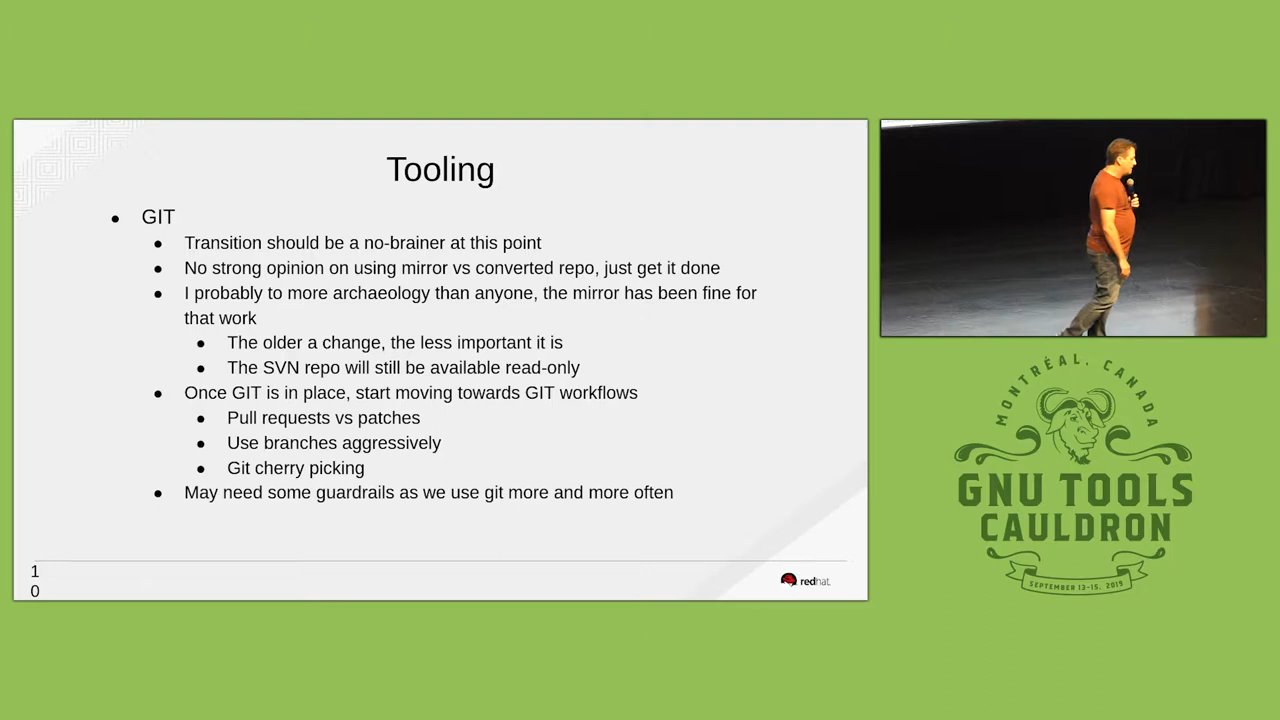 Tooling
● GIT
● Transition should be a no-brainer at this point
● No strong opinion on using mirror vs converted repo, just get it done
● I probably to more archaeology than anyone, the mirror has been fine for
that work
● The older a change, the less important it is
● The SVN repo will still be available read-only
● Once GIT is in place, start moving towards GIT workflows
● Pull requests vs patches
● Use branches aggressively
● Git cherry picking
● May need some guardrails as we use git more and more often
1
0
redhat.
MONTRÉAL, CANADA
GNU TOOLS
CAULDRON
SEPTEMBER 13-15, 2019